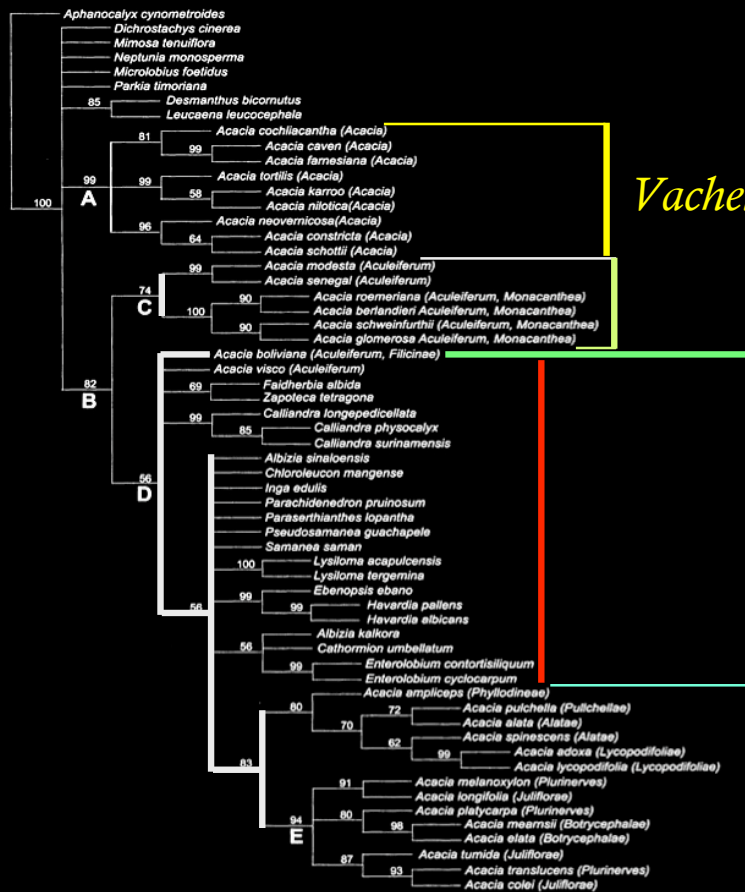 Aphanocalyx cynometroides
Dichrostachys cinerea
Mimosa tenuiflora
Neptunia monosperma
Microlobius foetidus
Parkia timoriana
85 Desmanthus bicornutus
Leucaena leucocephala
81 Acacia cochliacantha (Acacia)
99 Acacia caven (Acacia)
Acacia farnesiana (Acacia)
99 A 99 Acacia tortilis (Acacia)
58 Acacia karroo (Acacia)
Vache
100 Acacia nilotica(Acacia)
96 Acacia neovernicosa(Acacia)
64 Acacia constricta (Acacia)
Acacia schottii (Acacia)
99 Acacia modesta (Aculeiferum)
Acacia senegal (Aculeiferum)
74 C 90 Acacia roemeriana (Aculeiferum, Monacanthea)
100 Acacia berlandieri Aculeiferum, Monacanthea)
90 Acacia schweinfurthii (Aculeiferum, Monacanthea)
Acacia glomerosa Aculeiferum, Monacanthea)
Acacia boliviana (Aculeiferum, Filicinae)
Acacia visco (Aculeiferum)
82 B 69 Faidherbia albida
Zapoteca tetragona
99 Calliandra longepedicellata
85 Calliandra physocalyx
Calliandra surinamensis
Albizia sinaloensis
Chloroleucon mangense
56 D Inga edulis
Parachidenedron pruinosum
Paraserthianthes lopantha
Pseudosamanea guachapele
Samanea saman
100 Lysiloma acapulcensis
Lysiloma tergemina
99 Ebenopsis ebano
56 99 Havardia pallens
Havardia albicans
Albizia kalkora
56 Cathormion umbellatum
99 Enterolobium contortisiliquum
Enterolobium cyclocarpum
80 Acacia ampliceps (Phyllodineae)
72 Acacia pulchella (Pullchellae)
70 Acacia alata (Alatae)
62 Acacia spinescens (Alatae)
99 Acacia adoxa (Lycopodifoliae)
83 Acacia lycopodifolia (Lycopodifoliae)
91 Acacia melanoxylon (Plurinerves)
Acacia longifolia (Juliflorae)
94 E 80 Acacia platycarpa (Plurinerves)
98 Acacia mearnsii (Botrycephalae)
Acacia elata (Botrycephalae)
87 Acacia tumida (Juliflorae)
93 Acacia translucens (Plurinerves)
Acacia colei (Juliflorae)